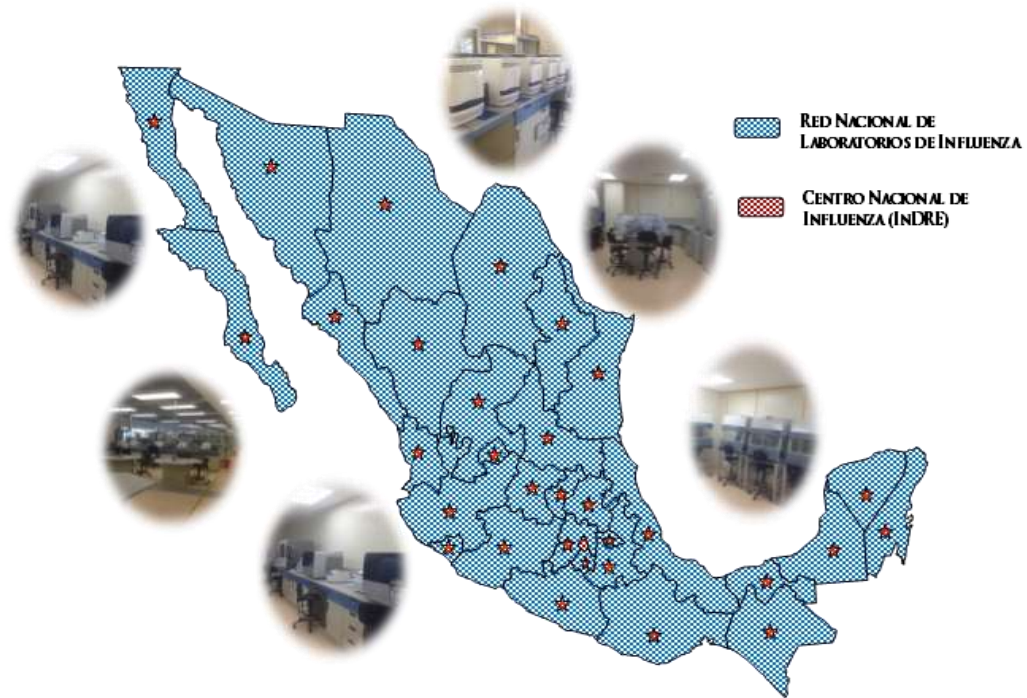 RED NACIONAL DE
LABORATORIOS DE INFLUENZA
CENTRO NACIONAL DE
INFLUENZA (INDRE)